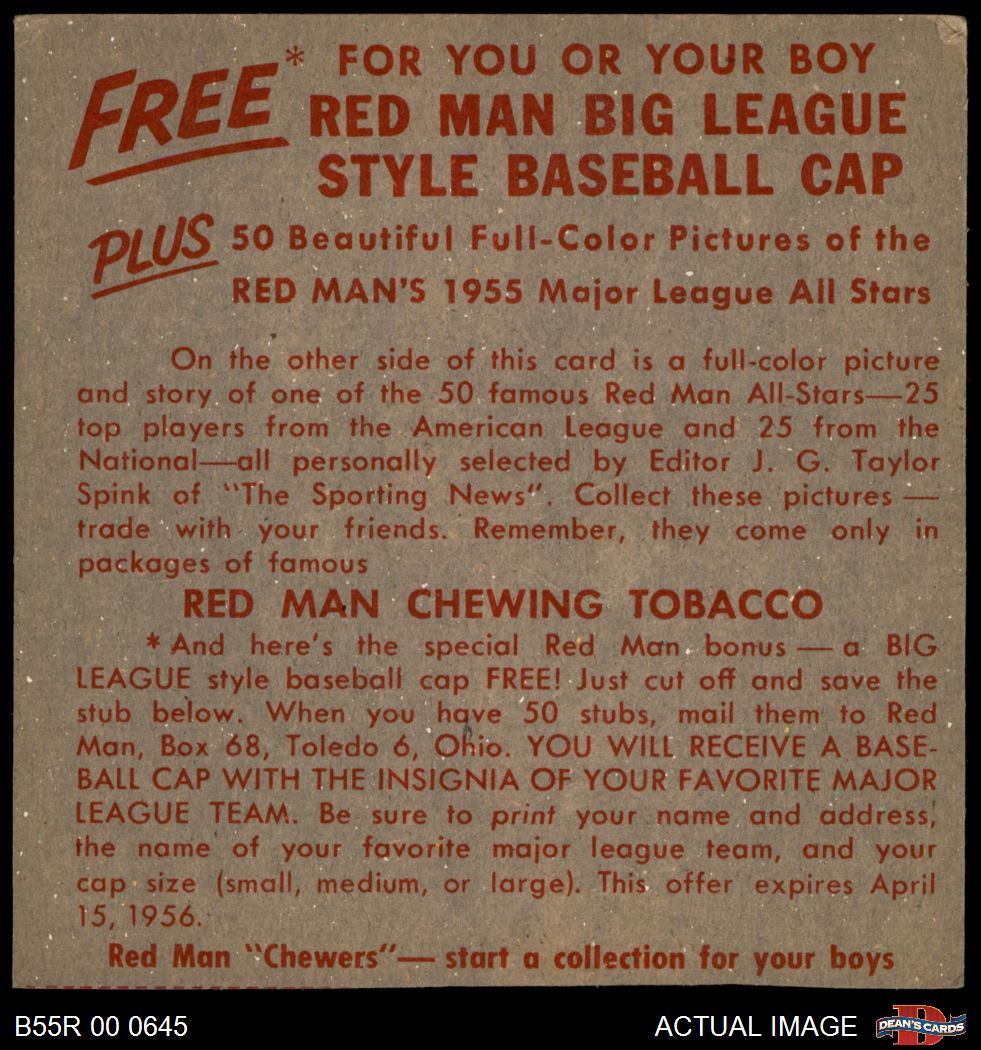 FREE* FOR YOU OR YOUR BOY
RED MAN BIG LEAGUE
STYLE BASEBALL CAP
PLUS 50 Beautiful Full-Color Pictures of the
RED MAN'S 1955 Major League All Stars
On the other side of this card is a full-color picture
and story of one of the 50 famous Red Man All-Stars—25
top players from the American League and 25 from the
National—all personally selected by Editor J. G. Taylor
Spink of "The Sporting News". Collect these pictures —
trade with your friends. Remember, they come only in
packages of famous
RED MAN CHEWING TOBACCO
* And here's the special Red Man bonus — a BIG
LEAGUE style baseball cap FREE! Just cut off and save the
stub below. When you have 50 stubs, mail them to Red
Man, Box 68, Toledo 6, Ohio. YOU WILL RECEIVE A BASE-
BALL CAP WITH THE INSIGNIA OF YOUR FAVORITE MAJOR
LEAGUE TEAM. Be sure to print your name and address,
the name of your favorite major league team, and your
cap size (small, medium, or large). This offer expires April
15, 1956.
Red Man "Chewers"— start a collection for your boys
B55R 00 0645
ACTUAL IMAGE
D
DEAN'S CARDS